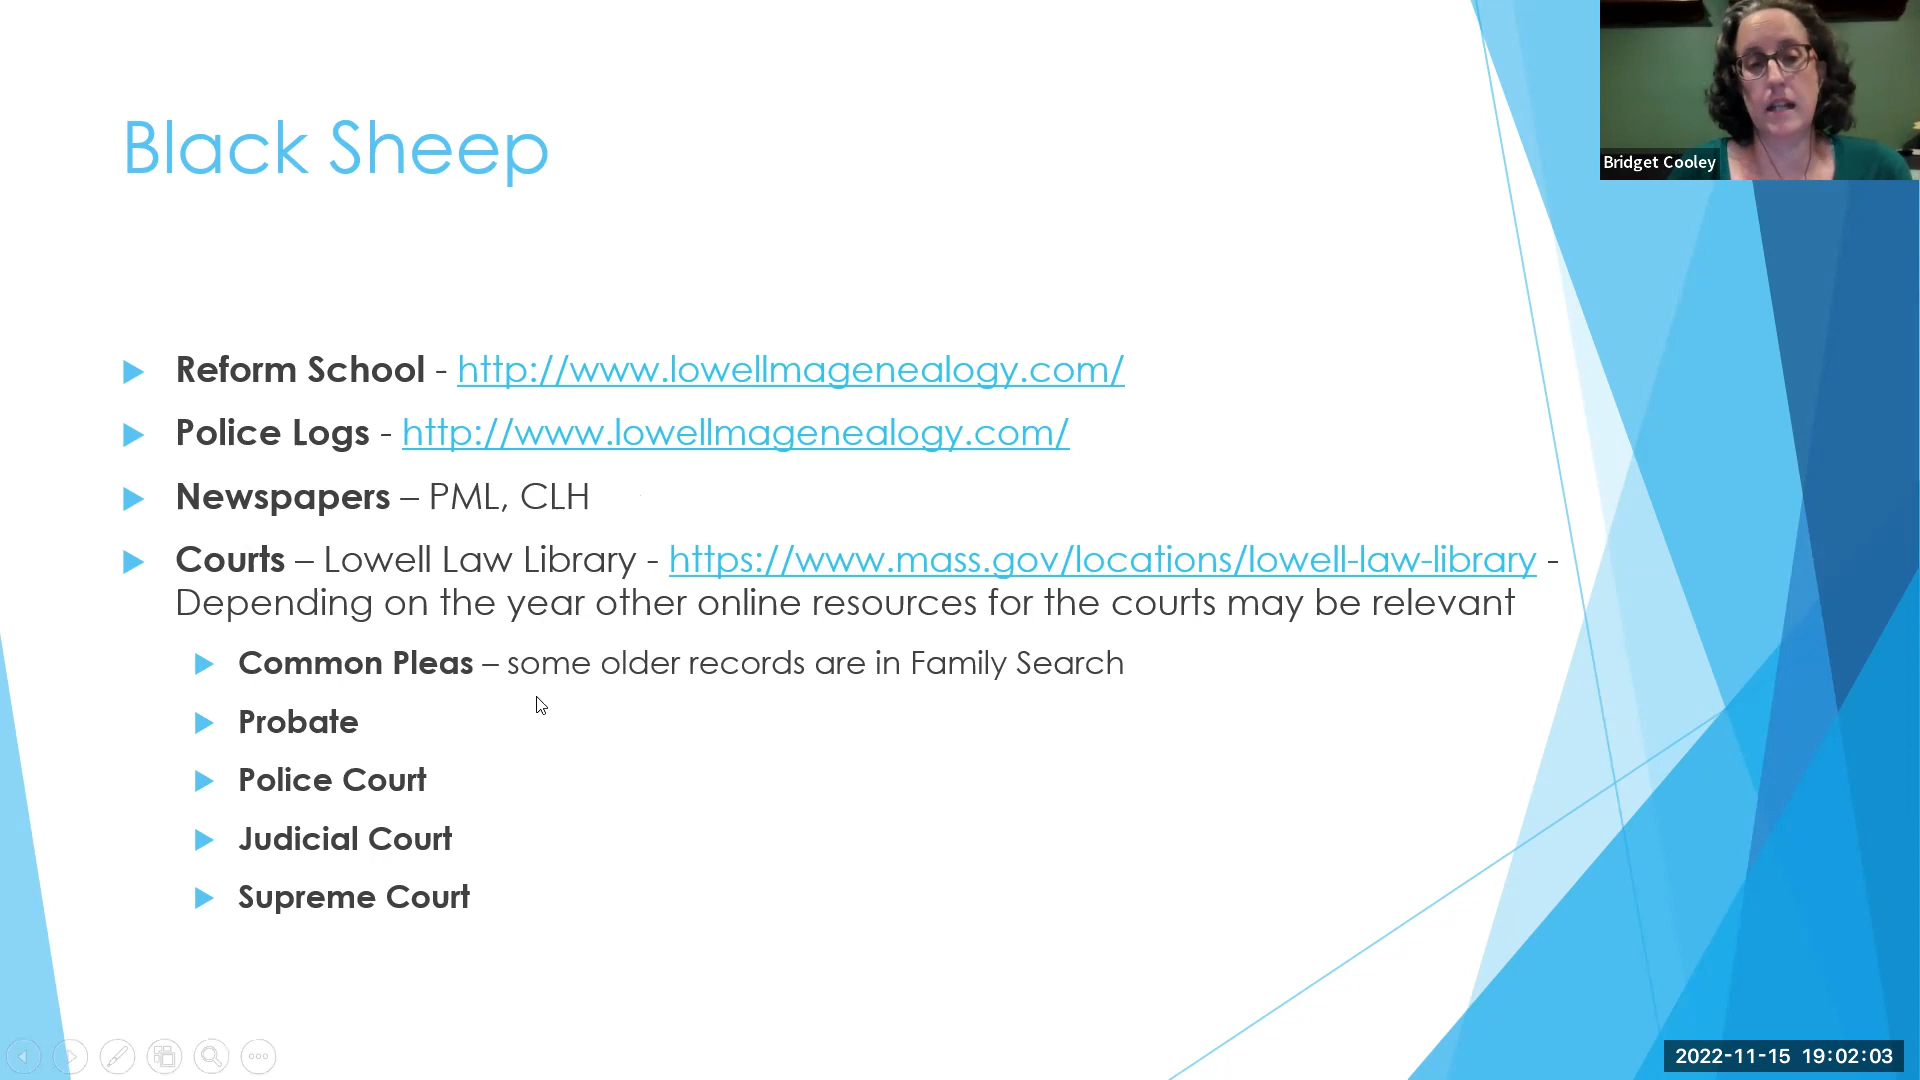 Black Sheep
Bridget Cooley
Reform School - http://www.lowellmagenealogy.com/
Police Logs - http://www.lowellmagenealogy.com/
Newspapers – PML, CLH
Courts – Lowell Law Library - https://www.mass.gov/locations/lowell-law-library -
Depending on the year other online resources for the courts may be relevant
Common Pleas – some older records are in Family Search
Probate
Police Court
Judicial Court
Supreme Court
2022-11-15 19:02:03